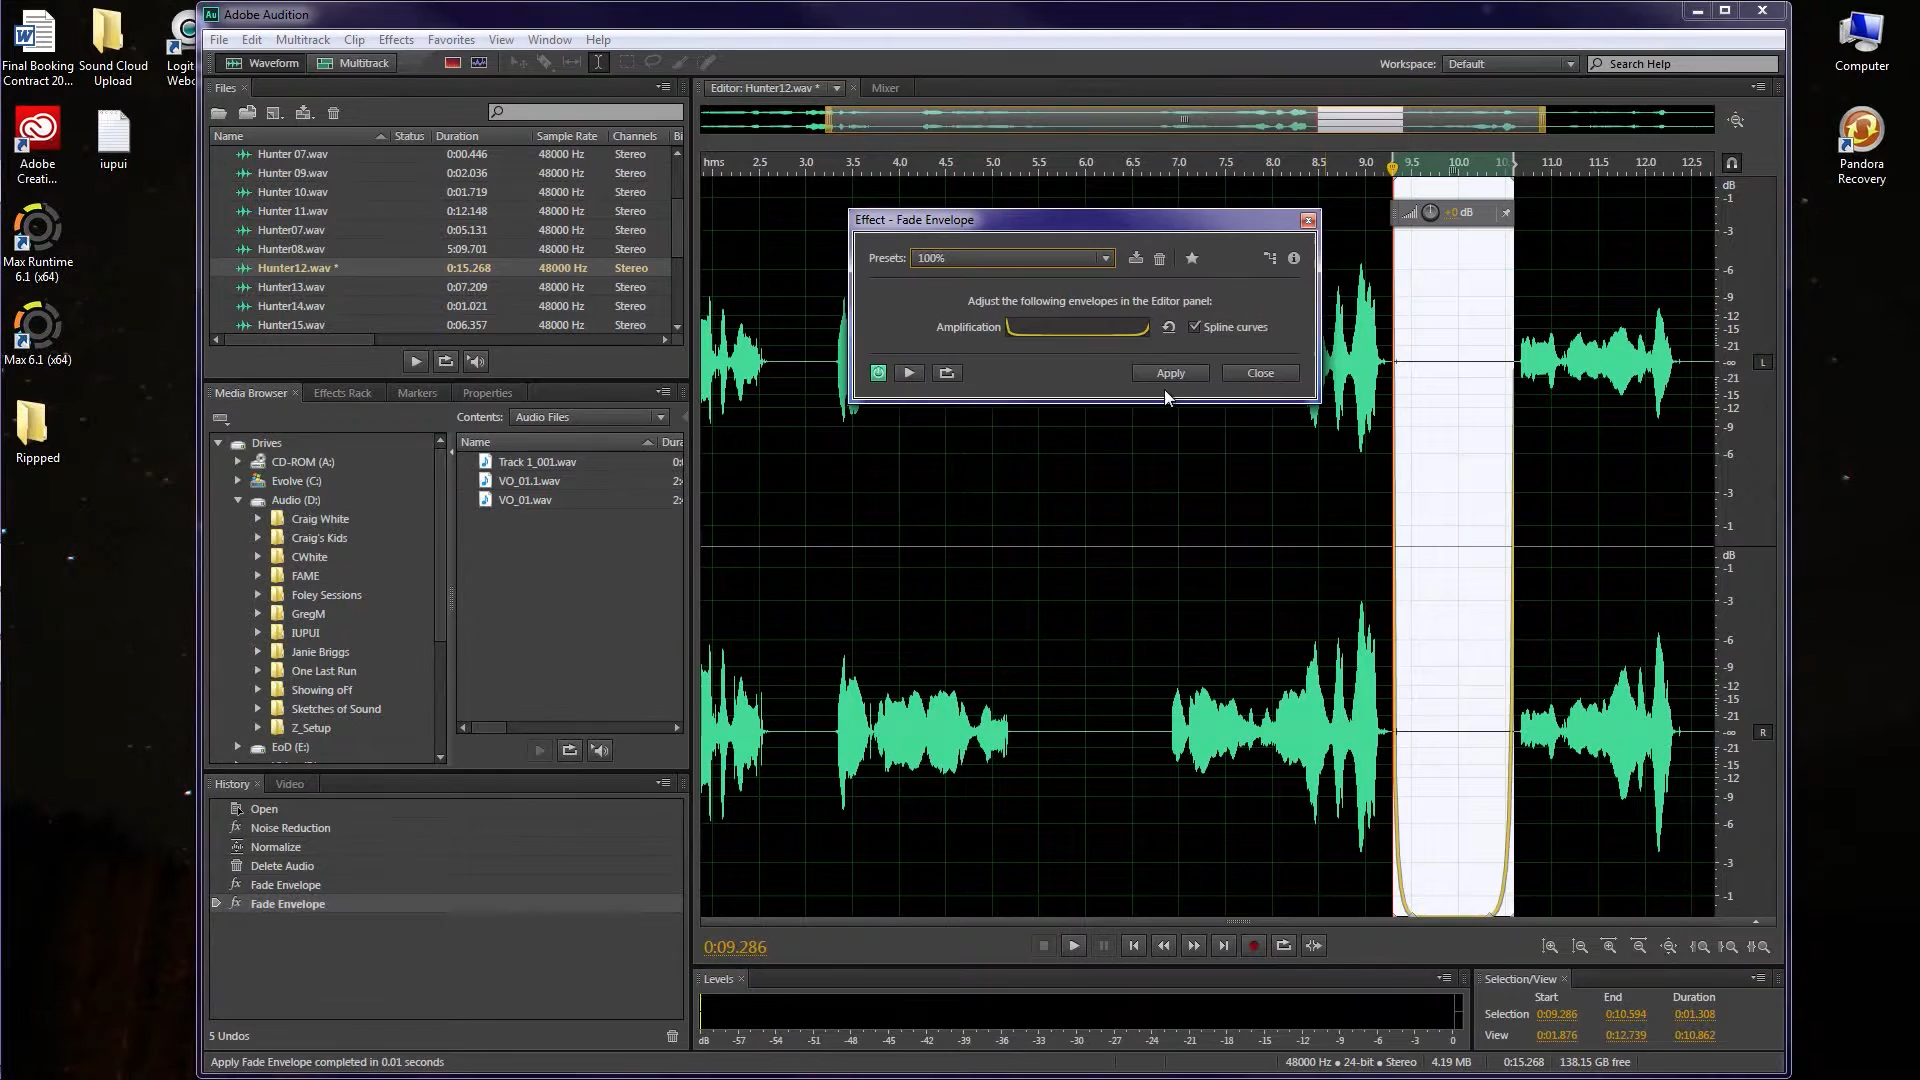 Final Booking
Contract 20...
Sound Cloud
Upload
Logit
Webc
Adobe
Creati...
iupui
Max Runtime
6.1 (x64)
Max 6.1 (x64)
Rippped
Computer
Pandora
Recovery
Au Adobe Audition
File Edit Multitrack Clip Effects Favorites View Window Help
Waveform Multitrack
Workspace: Default Search Help
Files
Name Status Duration Sample Rate Channels Bi
Hunter 07.wav 0:00.446 48000 Hz Stereo
Hunter 09.wav 0:02.036 48000 Hz Stereo
Hunter 10.wav 0:01.719 48000 Hz Stereo
Hunter 11.wav 0:12.148 48000 Hz Stereo
Hunter07.wav 0:05.131 48000 Hz Stereo
Hunter08.wav 5:09.701 48000 Hz Stereo
Hunter12.wav * 0:15.268 48000 Hz Stereo
Hunter13.wav 0:07.209 48000 Hz Stereo
Hunter14.wav 0:01.021 48000 Hz Stereo
Hunter15.wav 0:06.357 48000 Hz Stereo
Media Browser Effects Rack Markers Properties
Contents: Audio Files
Drives
CD-ROM (A:)
Evolve (C:)
Audio (D:)
Craig White
Craig's Kids
CWhite
FAME
Foley Sessions
GregM
IUPUI
Janie Briggs
One Last Run
Showing off
Sketches of Sound
Z_Setup
EoD (E:)
Name Dura
Track 1_001.wav 0:
VO_01.1.wav 2:
VO_01.wav 2:
History Video
Open
Noise Reduction
Normalize
Delete Audio
Fade Envelope
Fade Envelope
5 Undos
Apply Fade Envelope completed in 0.01 seconds
Editor: Hunter12.wav * Mixer
hms 2.5 3.0 3.5 4.0 4.5 5.0 5.5 6.0 6.5 7.0 7.5 8.0 8.5 9.0 9.5 10.0 10. 11.0 11.5 12.0 12.5
+0 dB
Effect - Fade Envelope
Presets: 100%
Adjust the following envelopes in the Editor panel:
Amplification Spline curves
Apply Close
dB
-1
-3
-6
-9
-12
-15
-21
-∞
-21
-15
-12
-9
-6
-3
-1
L
dB
-1
-3
-6
-9
-12
-15
-21
-∞
-21
-15
-12
-9
-6
-3
-1
R
0:09.286
Levels
dB -57 -54 -51 -48 -45 -42 -39 -36 -33 -30 -27 -24 -21 -18 -15 -12 -9 -6 -3 0
Selection/View
Start End Duration
Selection 0:09.286 0:10.594 0:01.308
View 0:01.876 0:12.739 0:10.862
48000 Hz • 24-bit • Stereo 4.19 MB 0:15.268 138.15 GB free